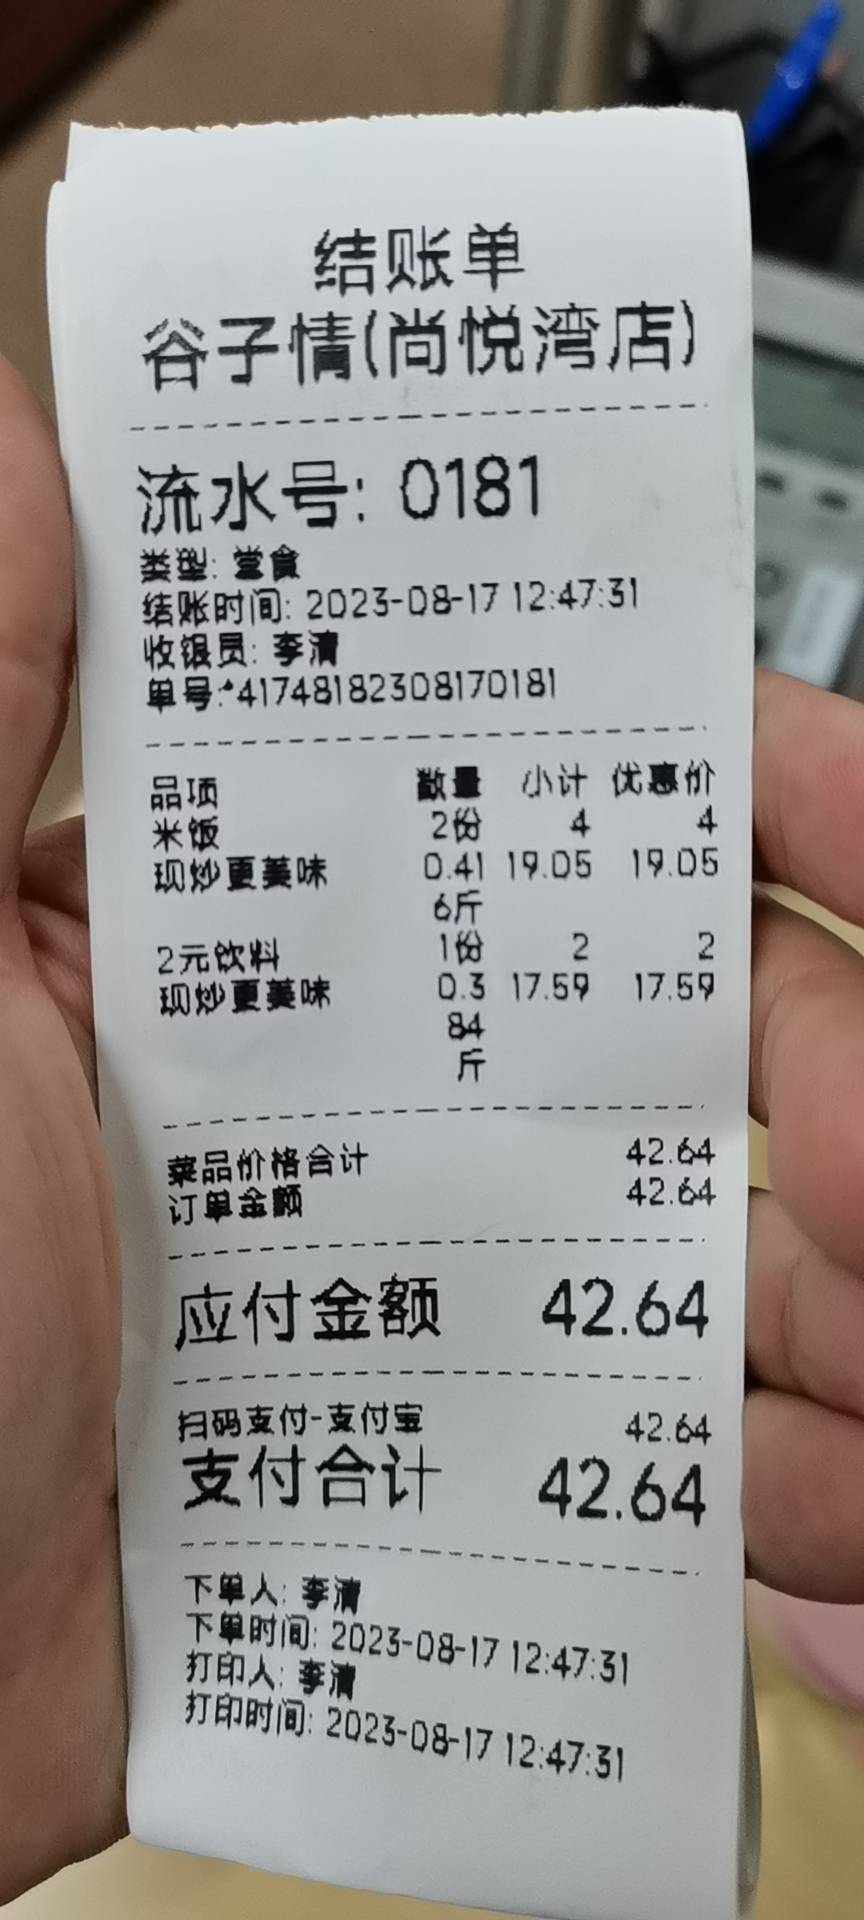 结账单
谷子情(尚悦湾店)
流水号: 0181
类型: 堂食
结账时间: 2023-08-17 12:47:31
收银员: 李清
单号: 41748182308170181
品项 数量 小计 优惠价
米饭 2份 4 4
现炒更美味 0.41 19.05 19.05
6斤
2元饮料 1份 2 2
现炒更美味 0.3 17.59 17.59
84
斤
菜品价格合计 42.64
订单金额 42.64
应付金额 42.64
扫码支付-支付宝 42.64
支付合计 42.64
下单人: 李清
下单时间: 2023-08-17 12:47:31
打印人: 李清
打印时间: 2023-08-17 12:47:31